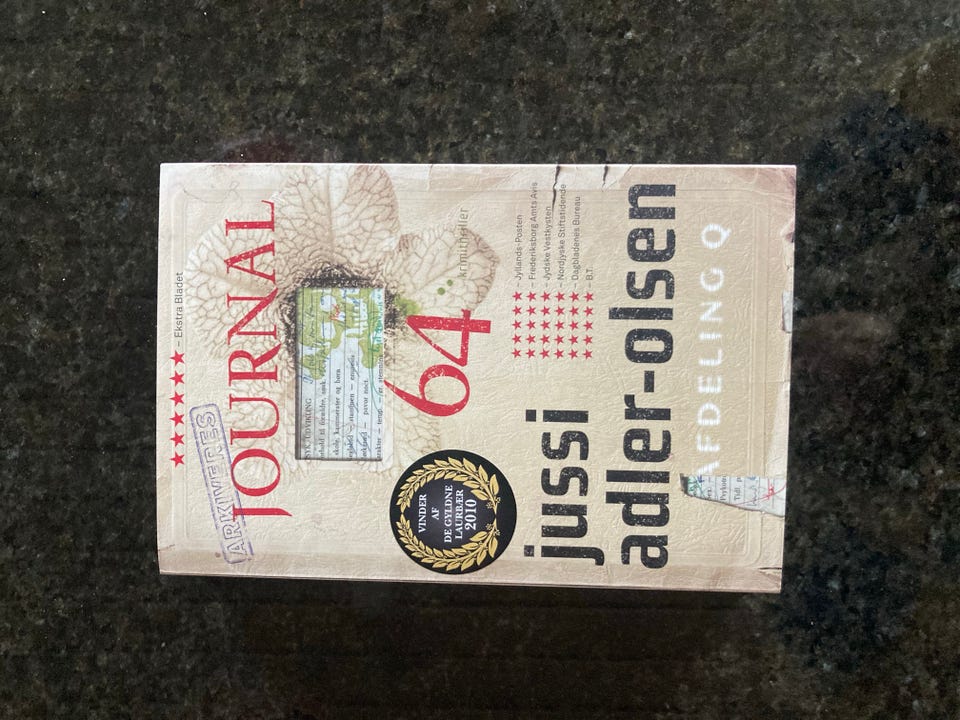 ★★★★★★ – Ekstra Bladet
ARKIVERES
JOURNAL
64
krimithriller
VINDER
AF
DE GYLDNE
LAURBÆR
2010
★★★★★ – Jyllands-Posten
★★★★★ – Frederiksborg Amts Avis
★★★★★ – Jydske Vestkysten
★★★★★ – Nordjyske Stiftstidende
★★★★★ – Dagbladenes Bureau
★★★★★ – B.T.
jussi
adler-olsen
AFDELING Q